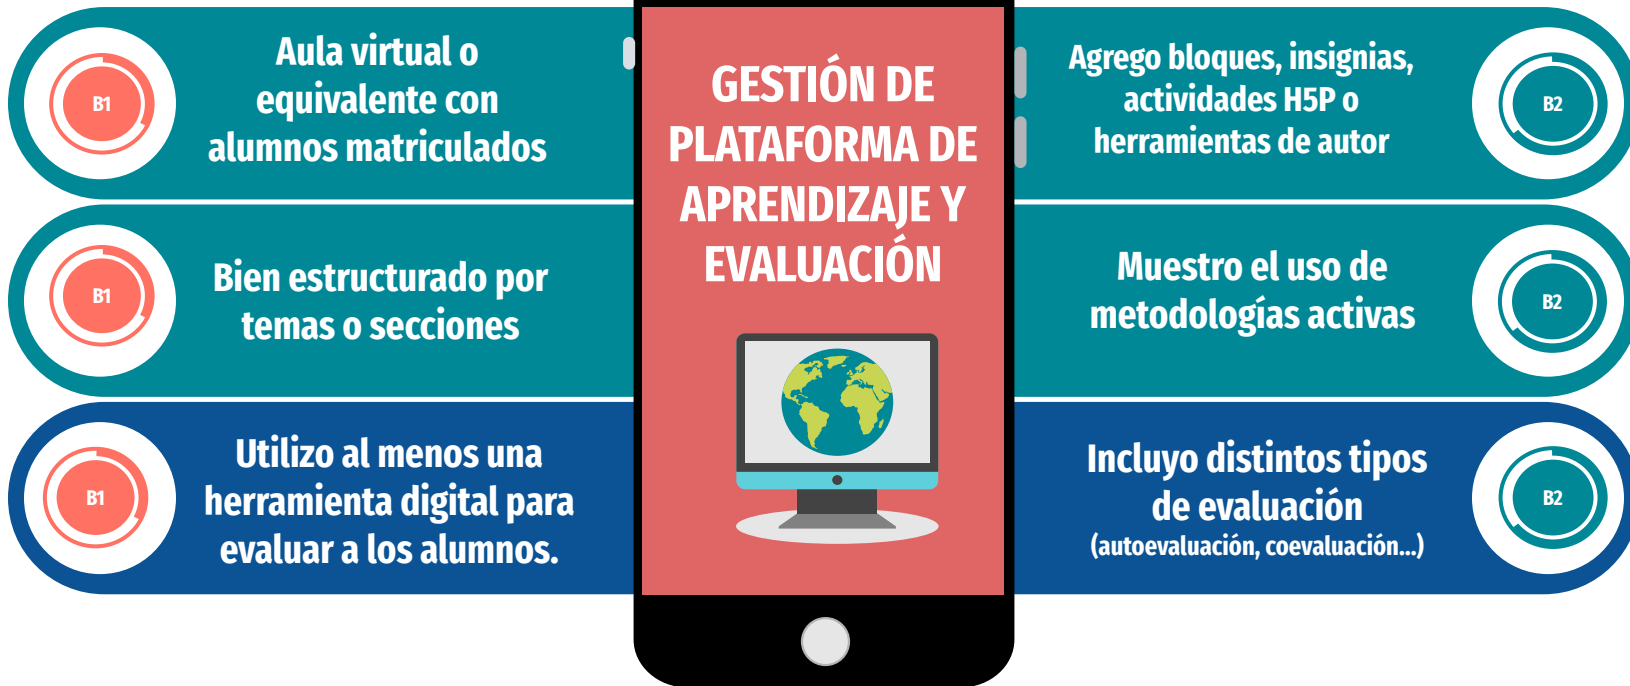 GESTIÓN DE
PLATAFORMA DE
APRENDIZAJE Y
EVALUACIÓN
B1
Aula virtual o
equivalente con
alumnos matriculados
B1
Bien estructurado por
temas o secciones
B1
Utilizo al menos una
herramienta digital para
evaluar a los alumnos.
Agrego bloques, insignias,
actividades H5P o
herramientas de autor
B2
Muestro el uso de
metodologías activas
B2
Incluyo distintos tipos
de evaluación
(autoevaluación, coevaluación...)
B2